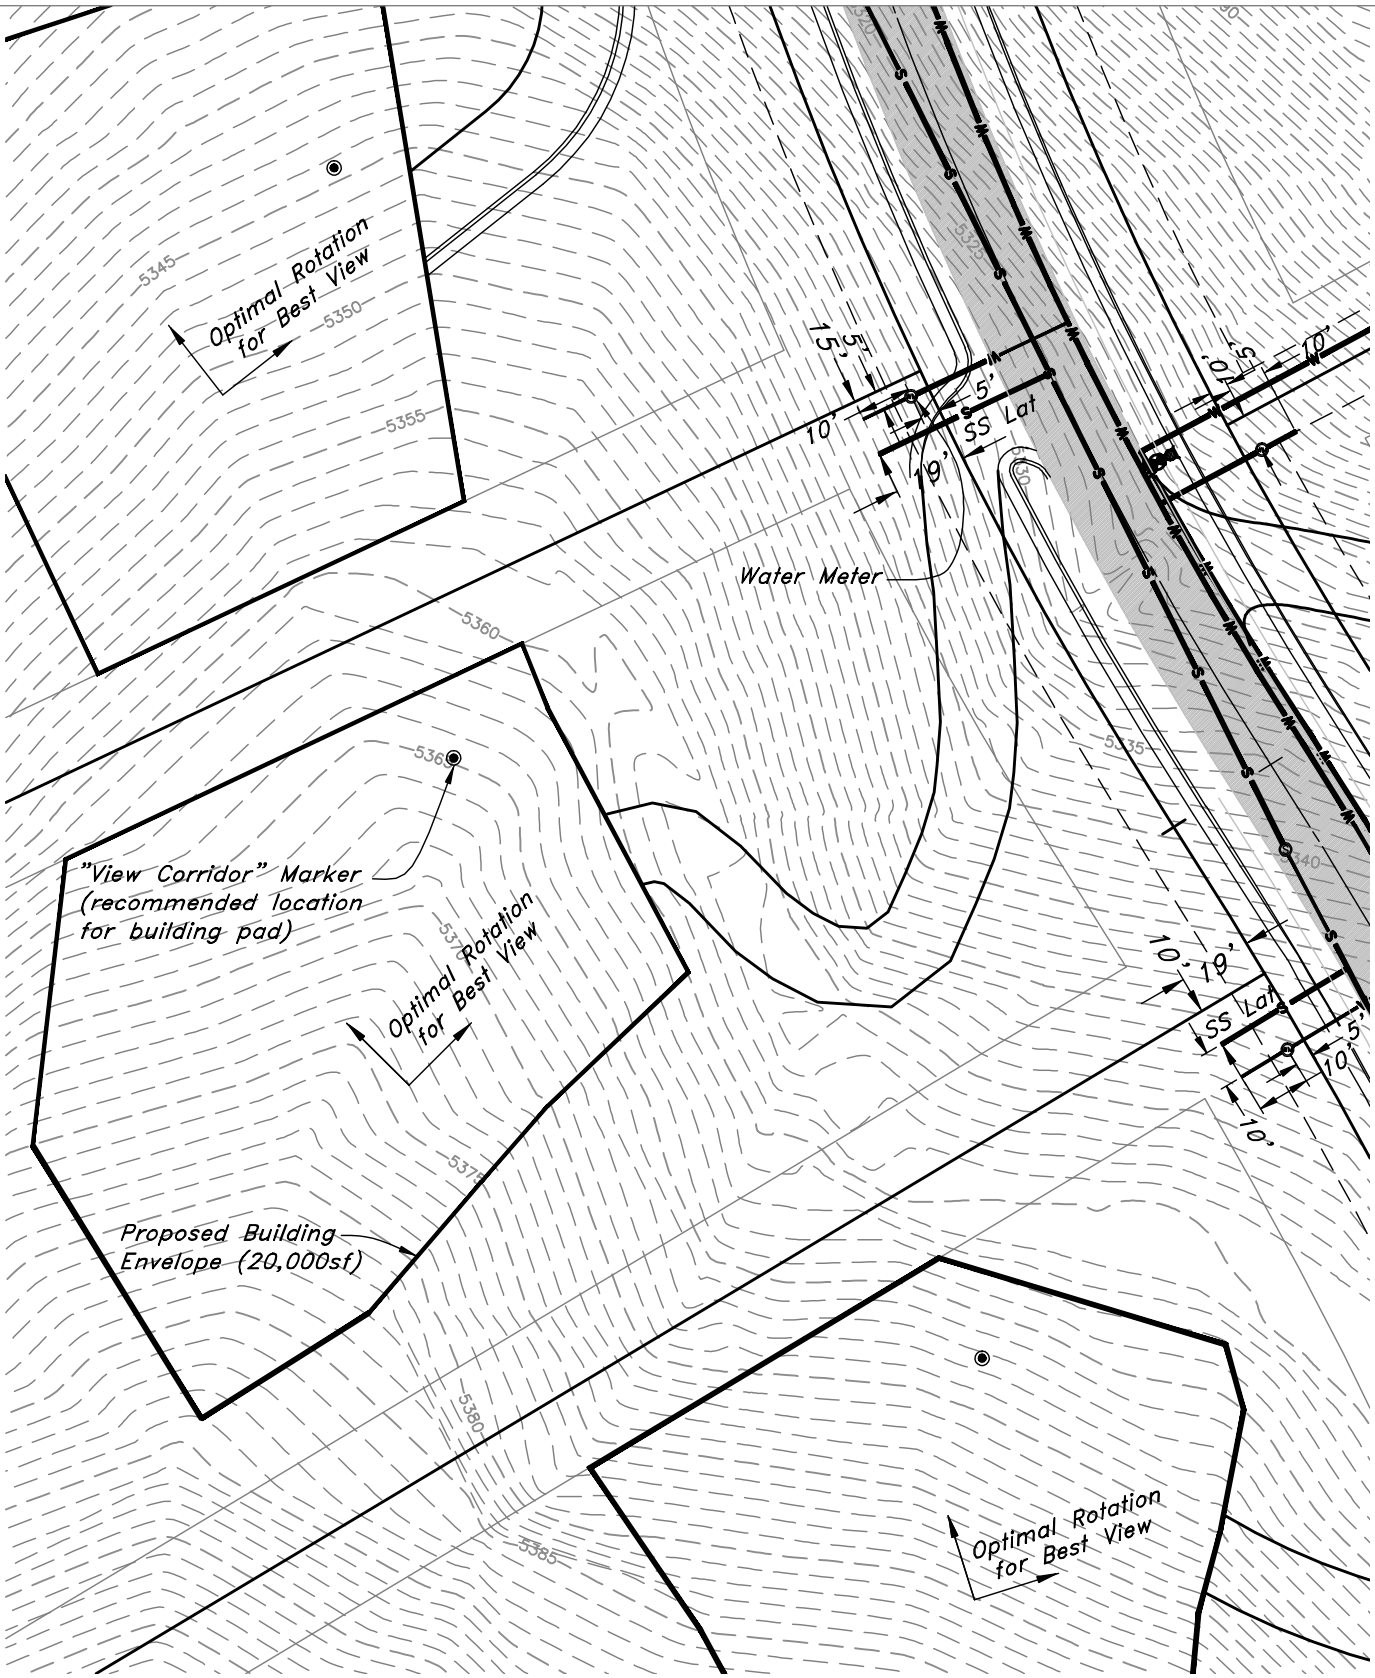 5320
90
S
W
S
W
S
W
5325
S
5345
Optimal Rotation
for Best View
5350
5355
15'
5'
10'
W
W
5'
S
SS Lat
19'
5330
10'
5'
10'
W
W
W
S
S
W
S
W
Water Meter
5360
5335
S
W
W
S
W
W
5340
S
"View Corridor" Marker
(recommended location
for building pad)
Optimal Rotation
for Best View
10'
19'
SS Lat
S
5'
10'
10'
5375
Proposed Building
Envelope (20,000sf)
5380
5385
Optimal Rotation
for Best View